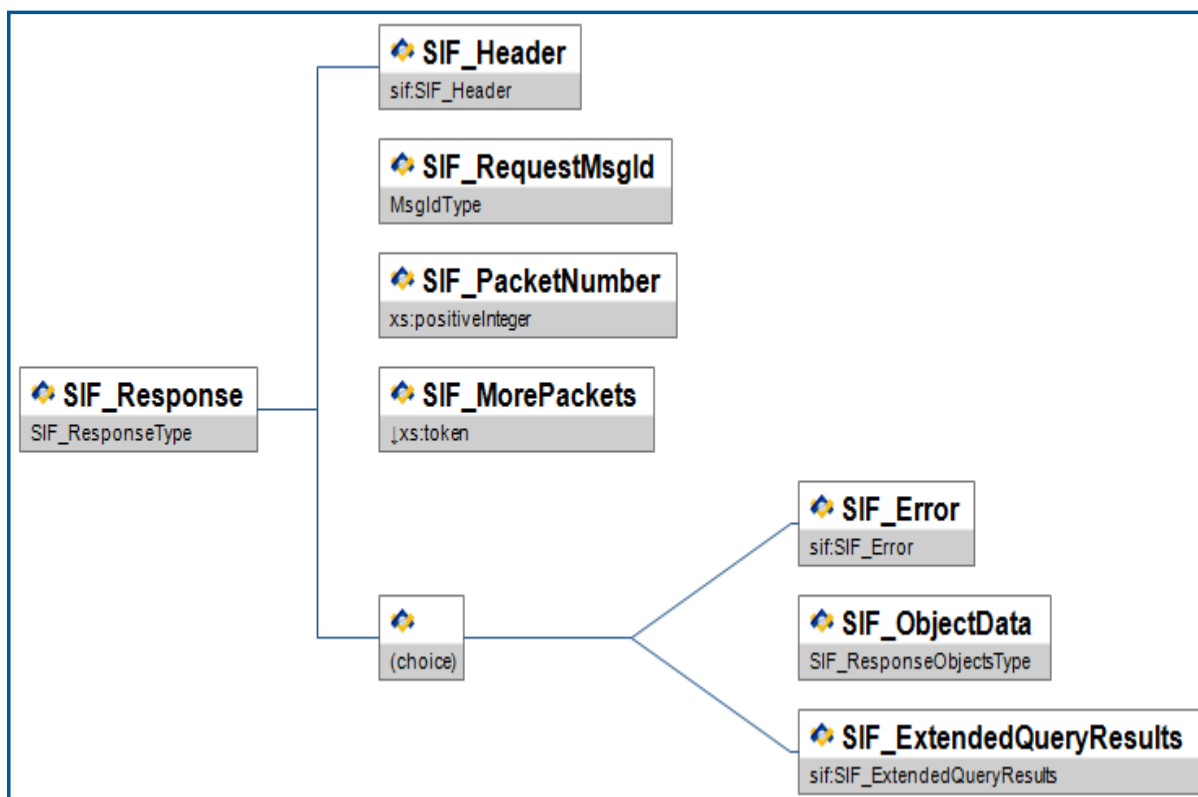 SIF_Header
sif:SIF_Header
SIF_RequestMsgId
MsgIdType
SIF_PacketNumber
xs:positiveInteger
SIF_Response
SIF_ResponseType
SIF_MorePackets
↓xs:token
(choice)
SIF_Error
sif:SIF_Error
SIF_ObjectData
SIF_ResponseObjectsType
SIF_ExtendedQueryResults
sif:SIF_ExtendedQueryResults